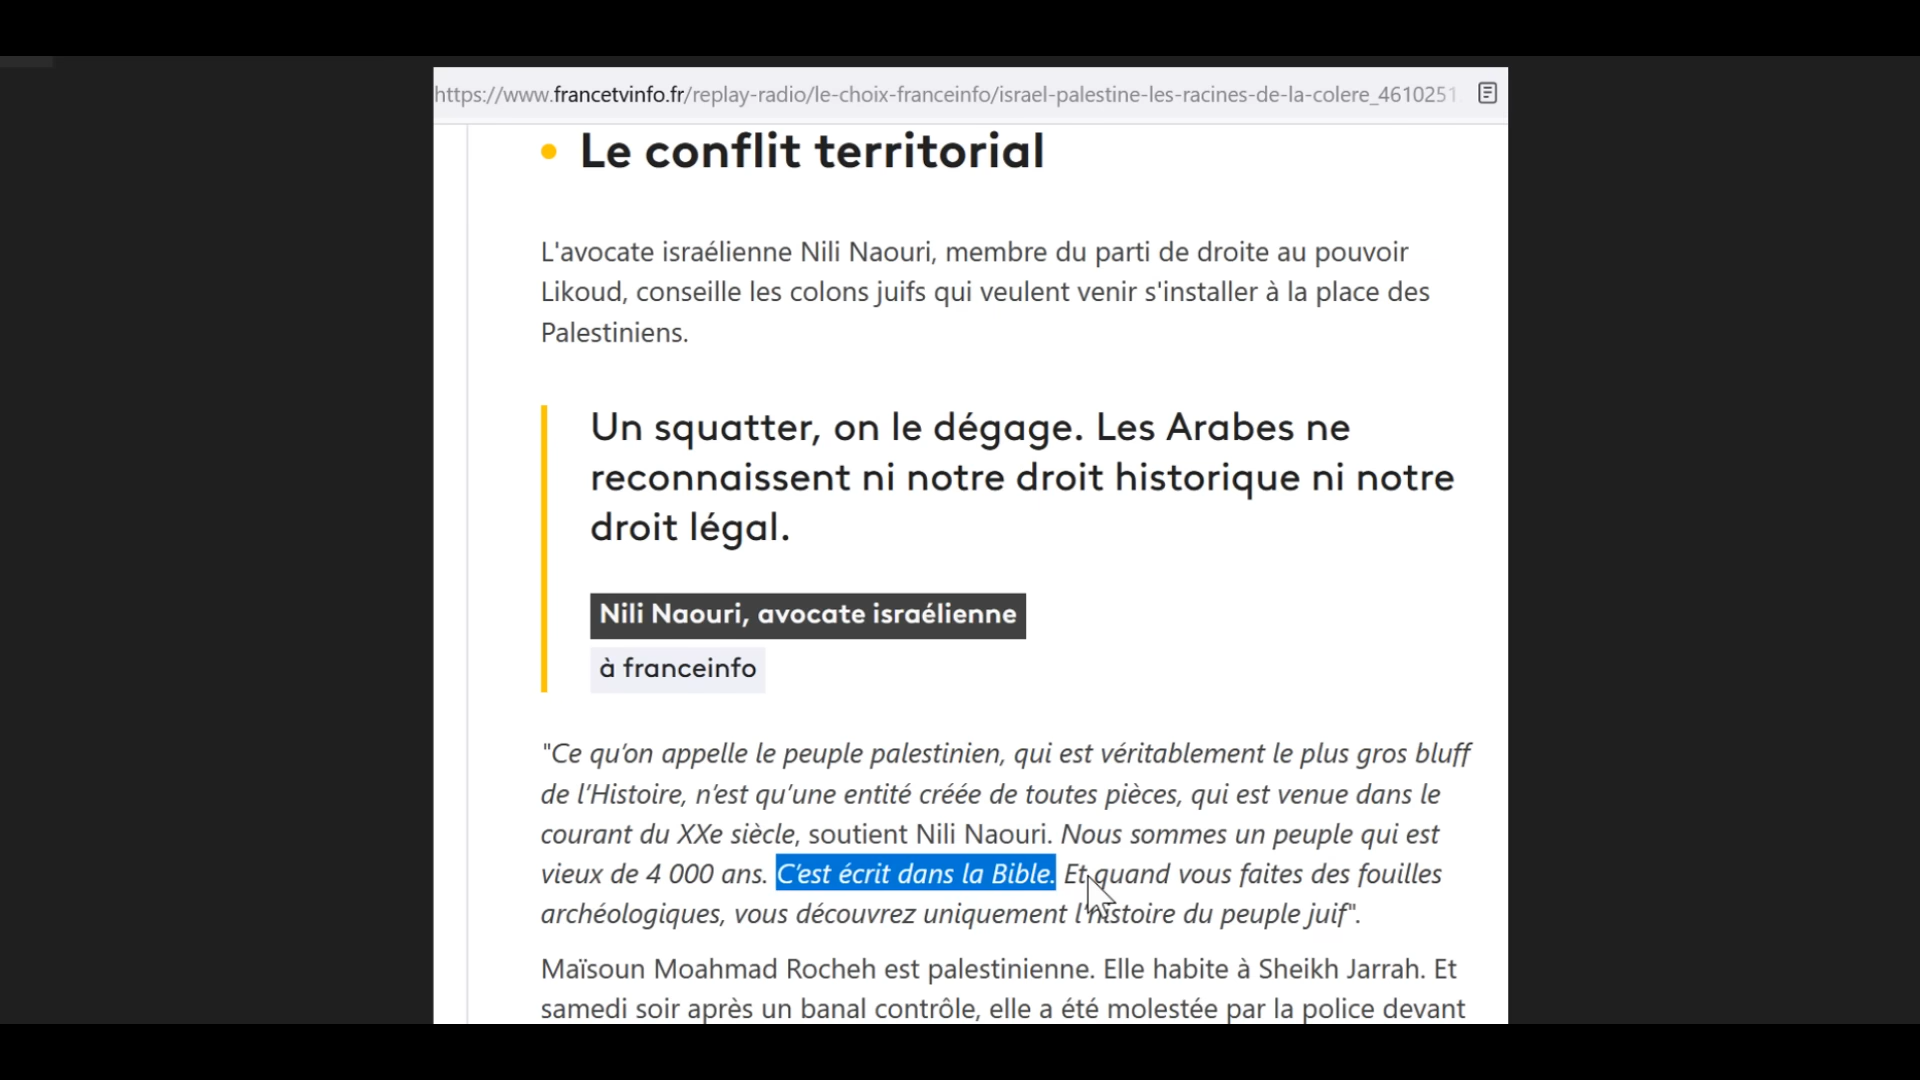 https://www.francetvinfo.fr/replay-radio/le-choix-franceinfo/israel-palestine-les-racines-de-la-colere_4610251
Le conflit territorial
L'avocate israélienne Nili Naouri, membre du parti de droite au pouvoir
Likoud, conseille les colons juifs qui veulent venir s'installer à la place des
Palestiniens.
Un squatter, on le dégage. Les Arabes ne
reconnaissent ni notre droit historique ni notre
droit légal.
Nili Naouri, avocate israélienne
à franceinfo
"Ce qu’on appelle le peuple palestinien, qui est véritablement le plus gros bluff
de l’Histoire, n’est qu’une entité créée de toutes pièces, qui est venue dans le
courant du XXe siècle, soutient Nili Naouri. Nous sommes un peuple qui est
vieux de 4 000 ans. C’est écrit dans la Bible. Et quand vous faites des fouilles
archéologiques, vous découvrez uniquement l’histoire du peuple juif".
Maïsoun Moahmad Rocheh est palestinienne. Elle habite à Sheikh Jarrah. Et
samedi soir après un banal contrôle, elle a été molestée par la police devant